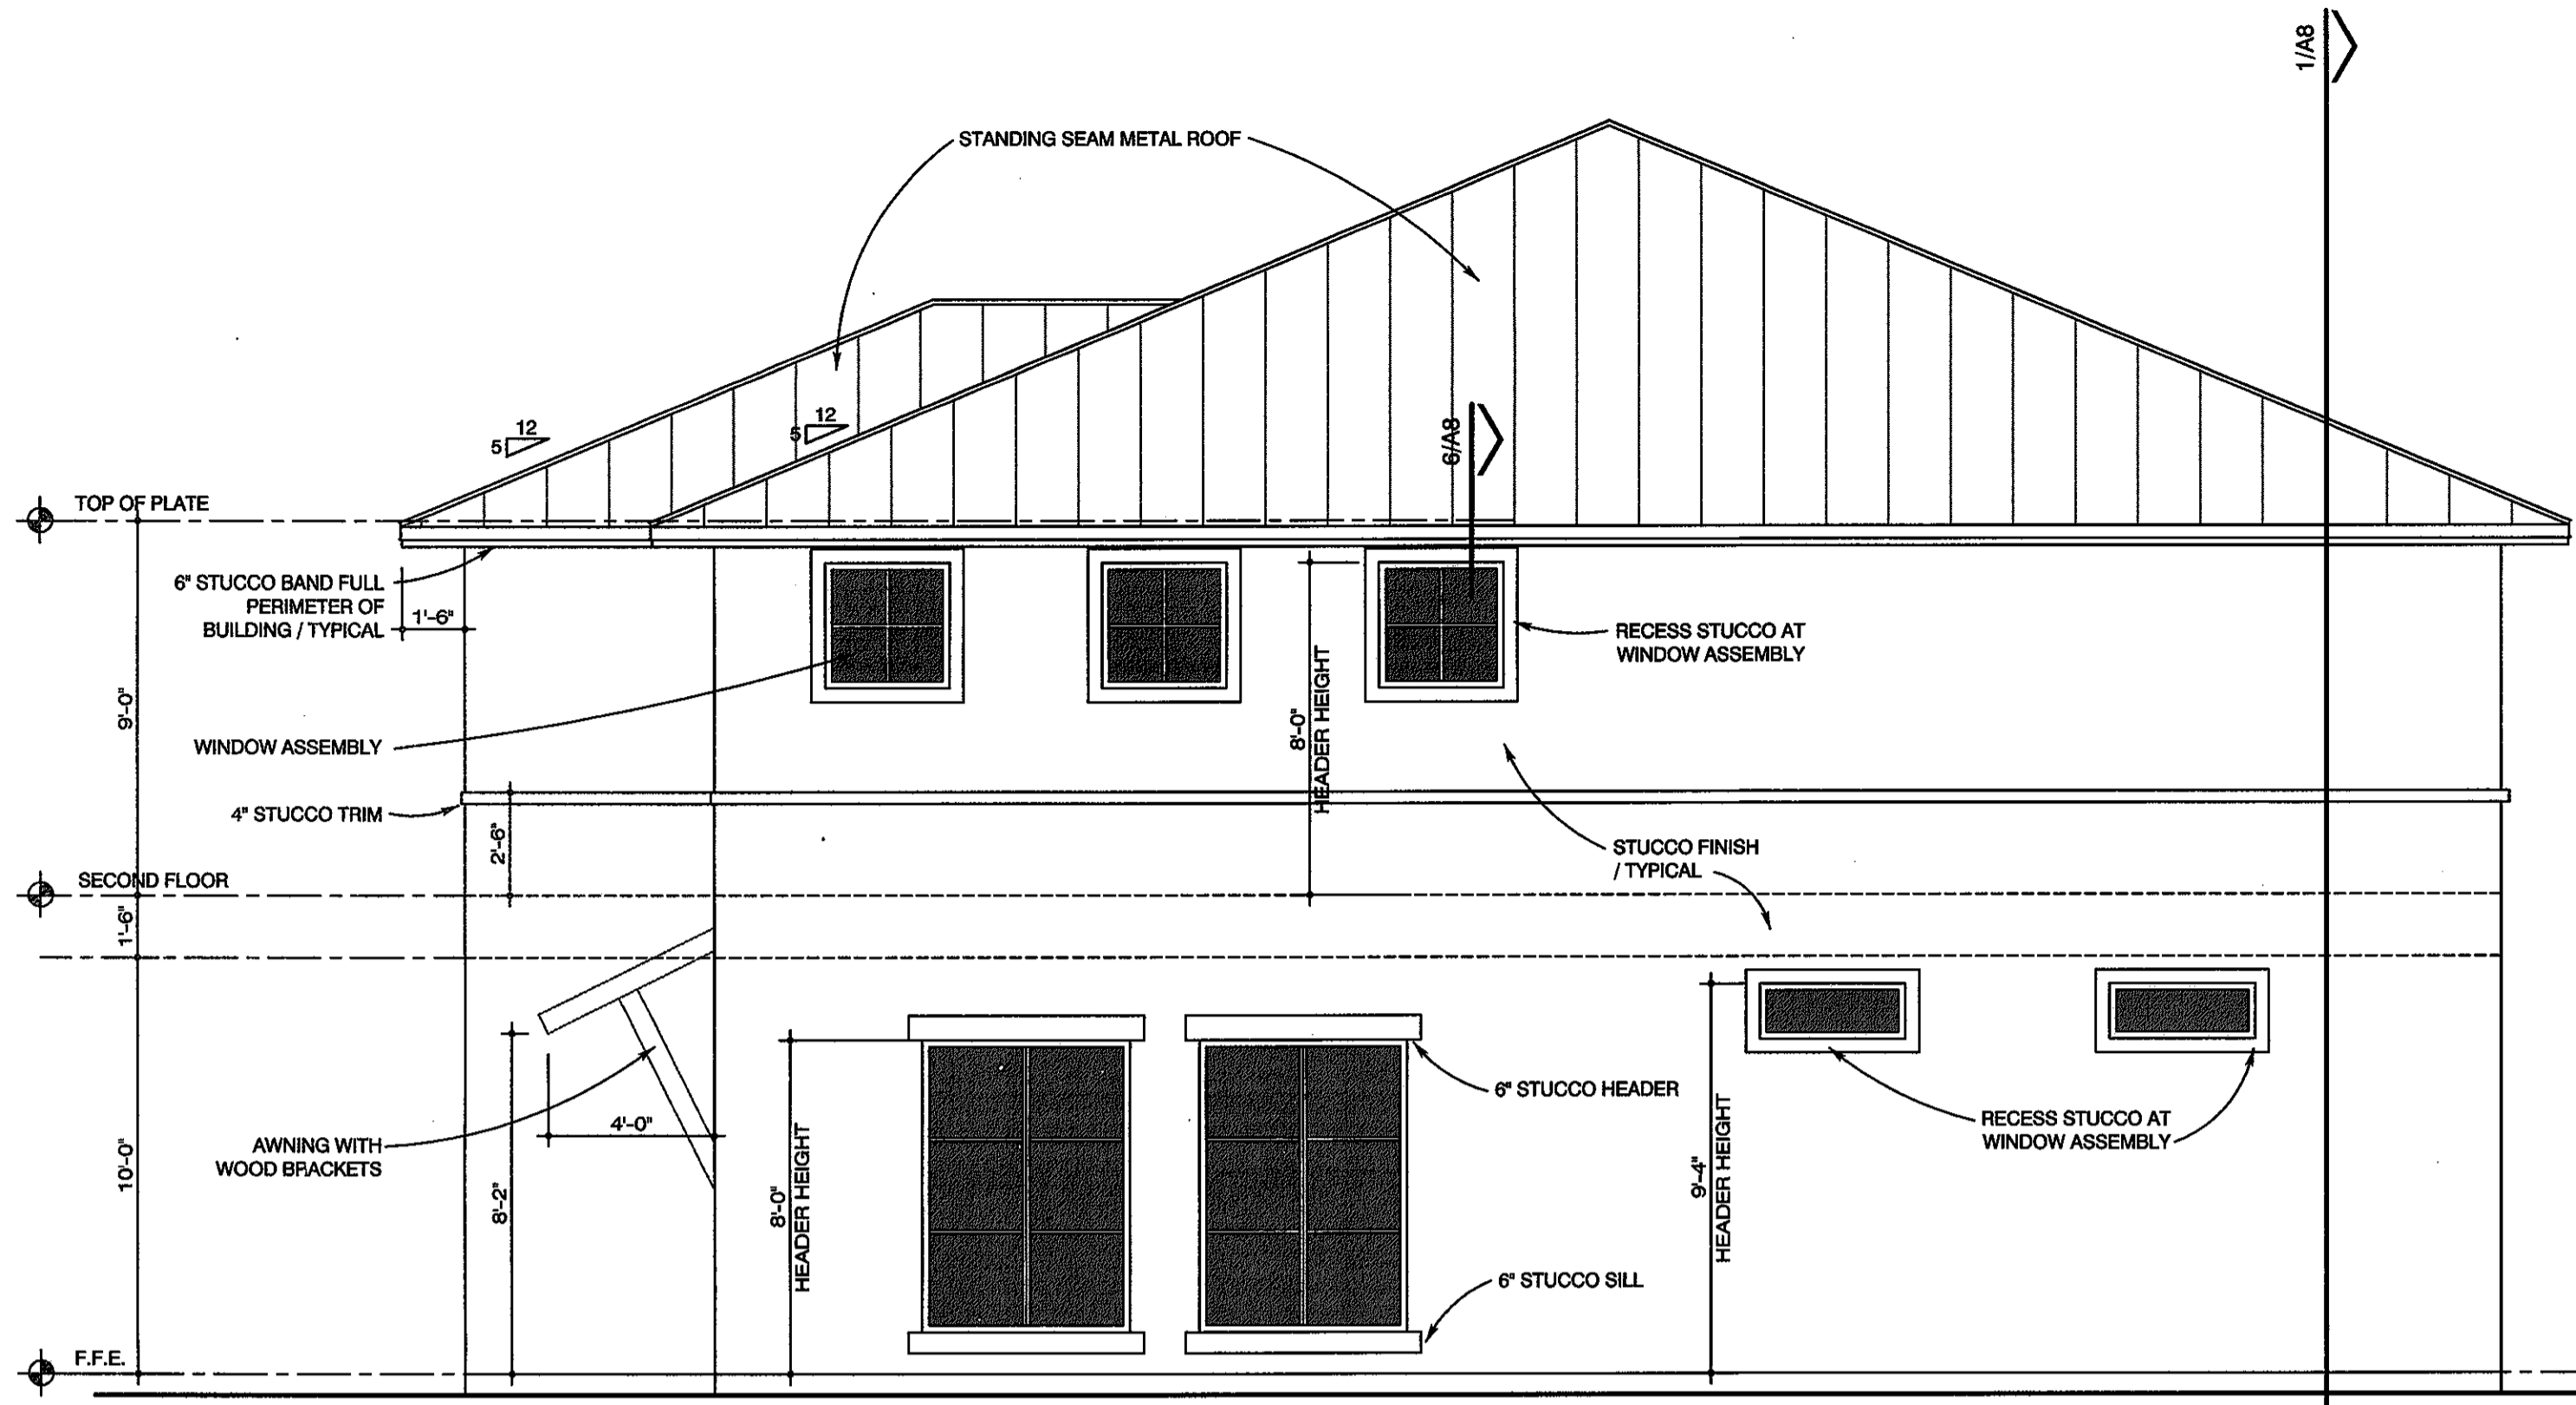 1/A8
STANDING SEAM METAL ROOF
12
5
12
5
6/A8
TOP OF PLATE
6" STUCCO BAND FULL
PERIMETER OF
BUILDING / TYPICAL
1'-6"
RECESS STUCCO AT
WINDOW ASSEMBLY
9'-0"
8'-0"
HEADER HEIGHT
WINDOW ASSEMBLY
4" STUCCO TRIM
2'-6"
STUCCO FINISH
/ TYPICAL
SECOND FLOOR
1'-6"
6" STUCCO HEADER
RECESS STUCCO AT
WINDOW ASSEMBLY
4'-0"
AWNING WITH
WOOD BRACKETS
10'-0"
8'-2"
8'-0"
HEADER HEIGHT
9'-4"
HEADER HEIGHT
6" STUCCO SILL
F.F.E.